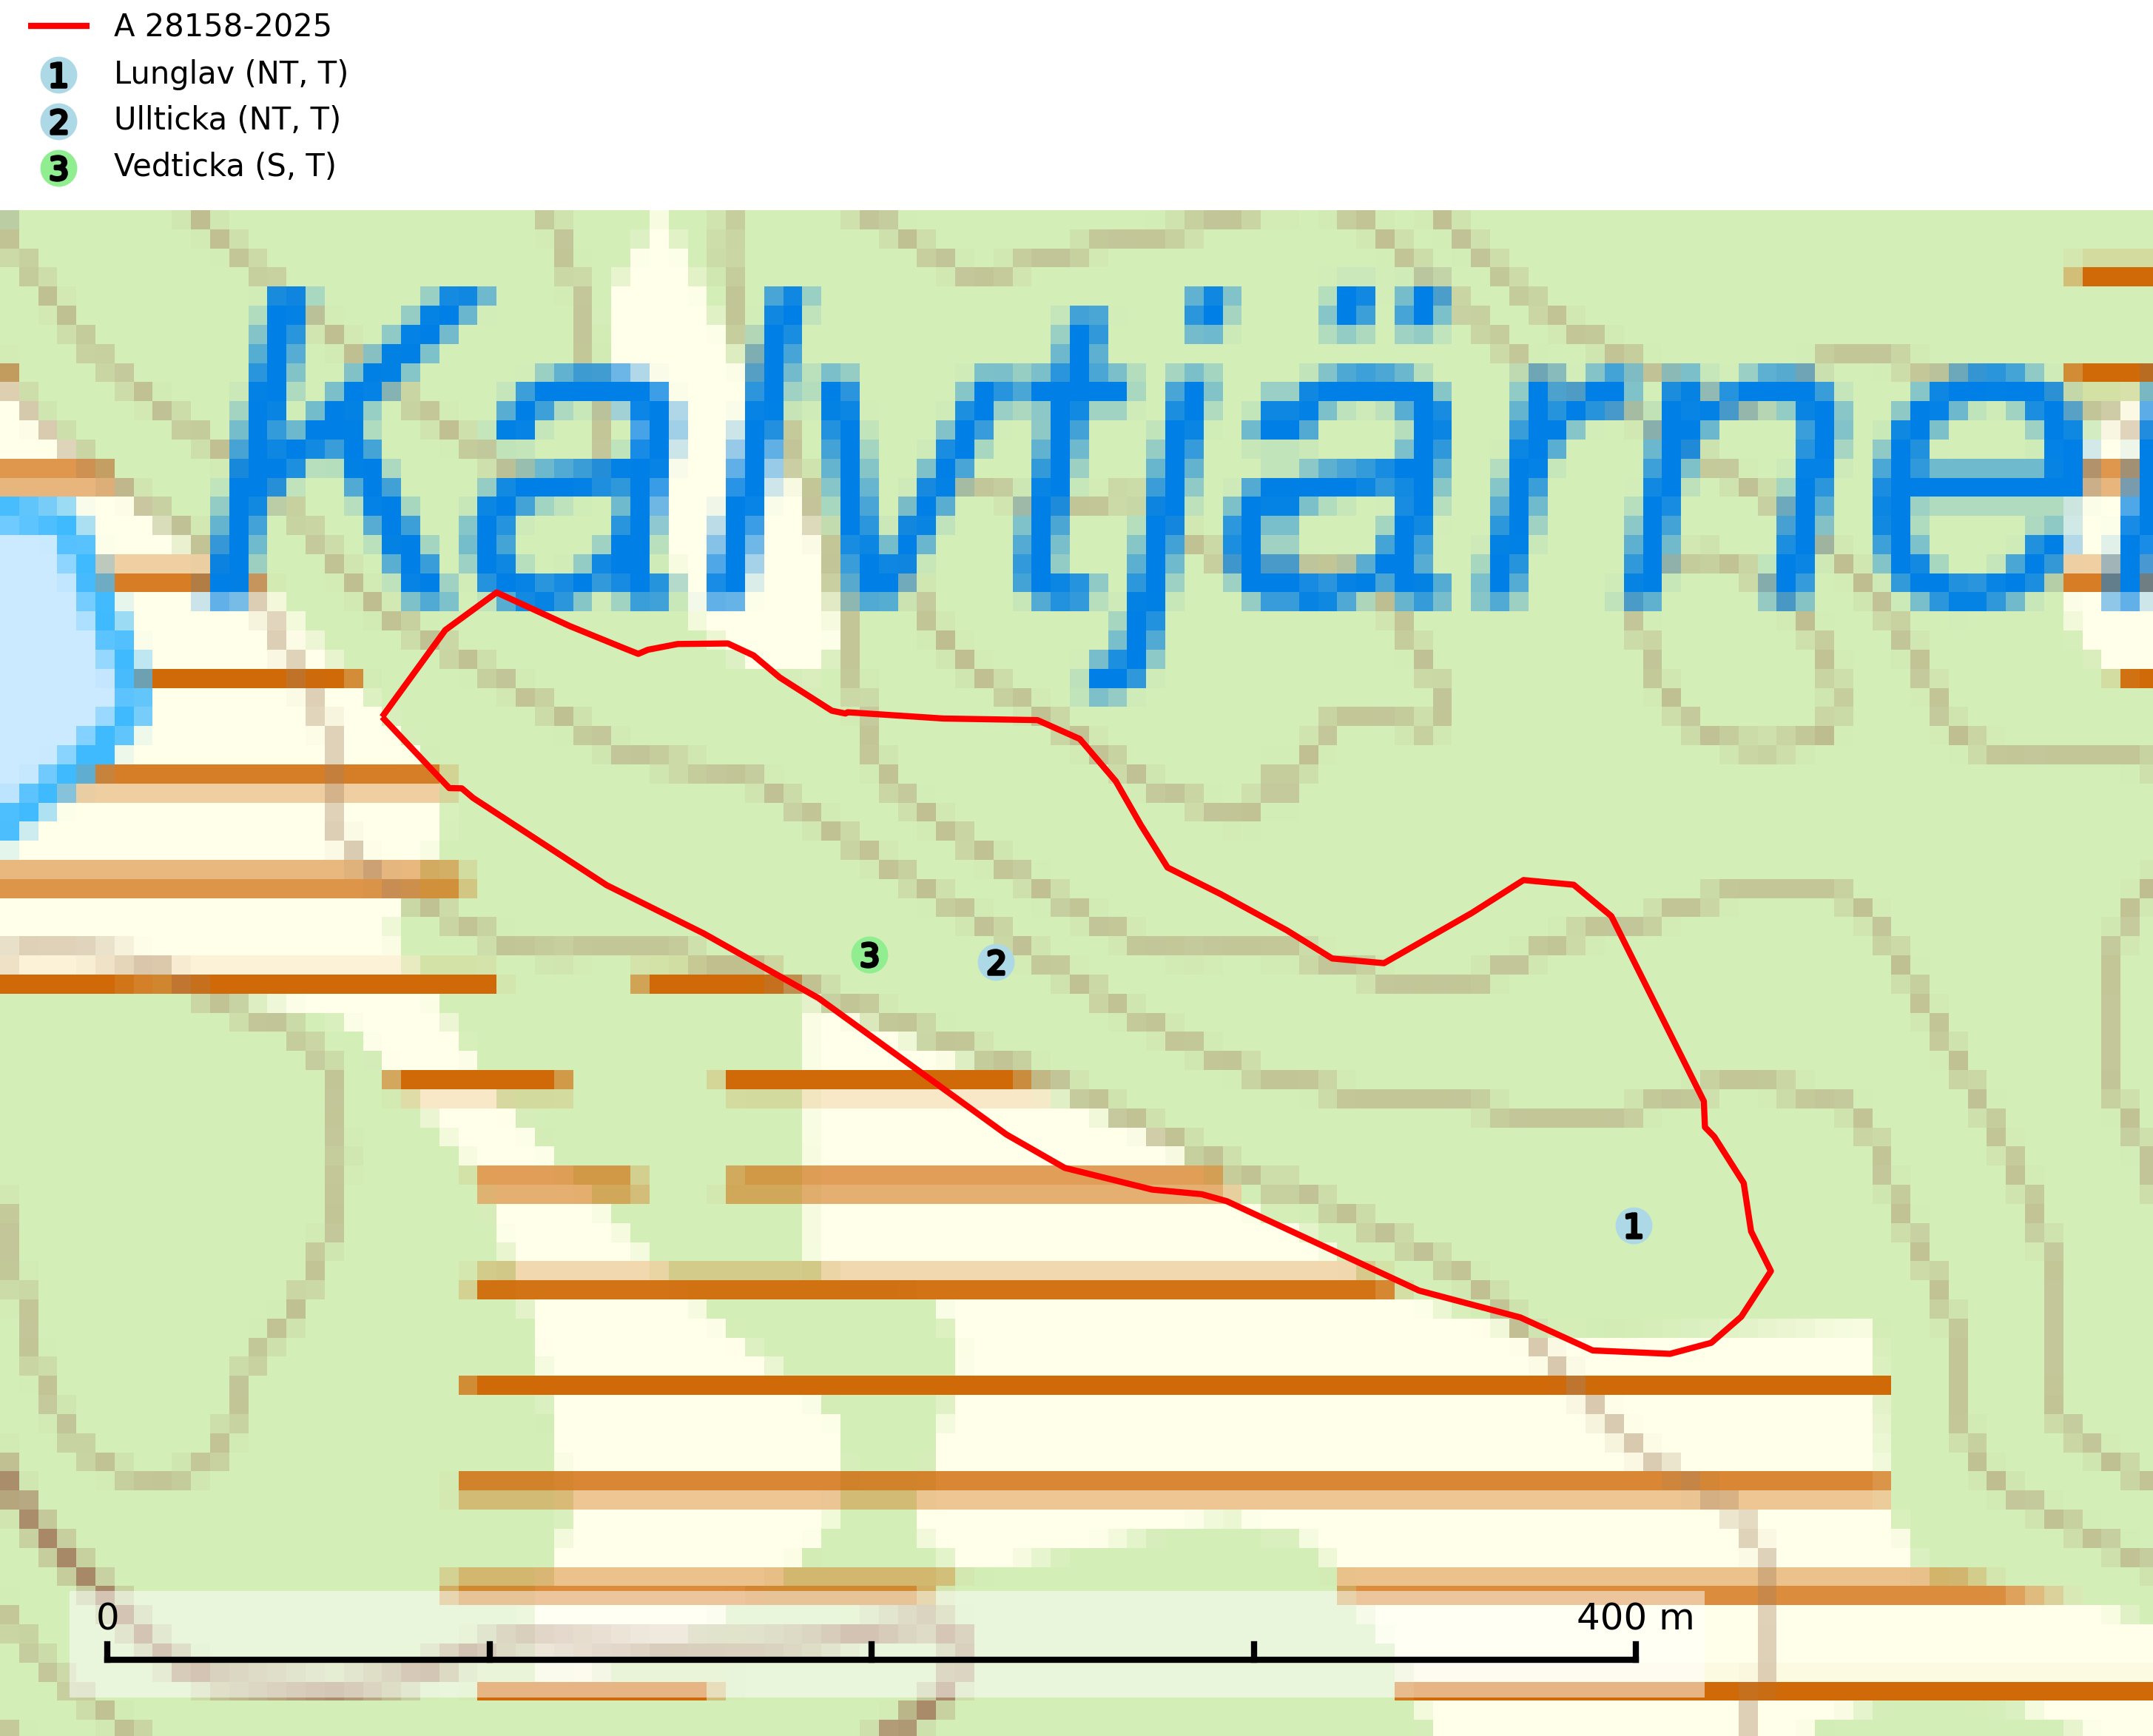 A 28158-2025
1 Lunglav (NT, T)
2 Ullticka (NT, T)
3 Vedticka (S, T)
Kalvtjärne
3
2
1
0
400 m